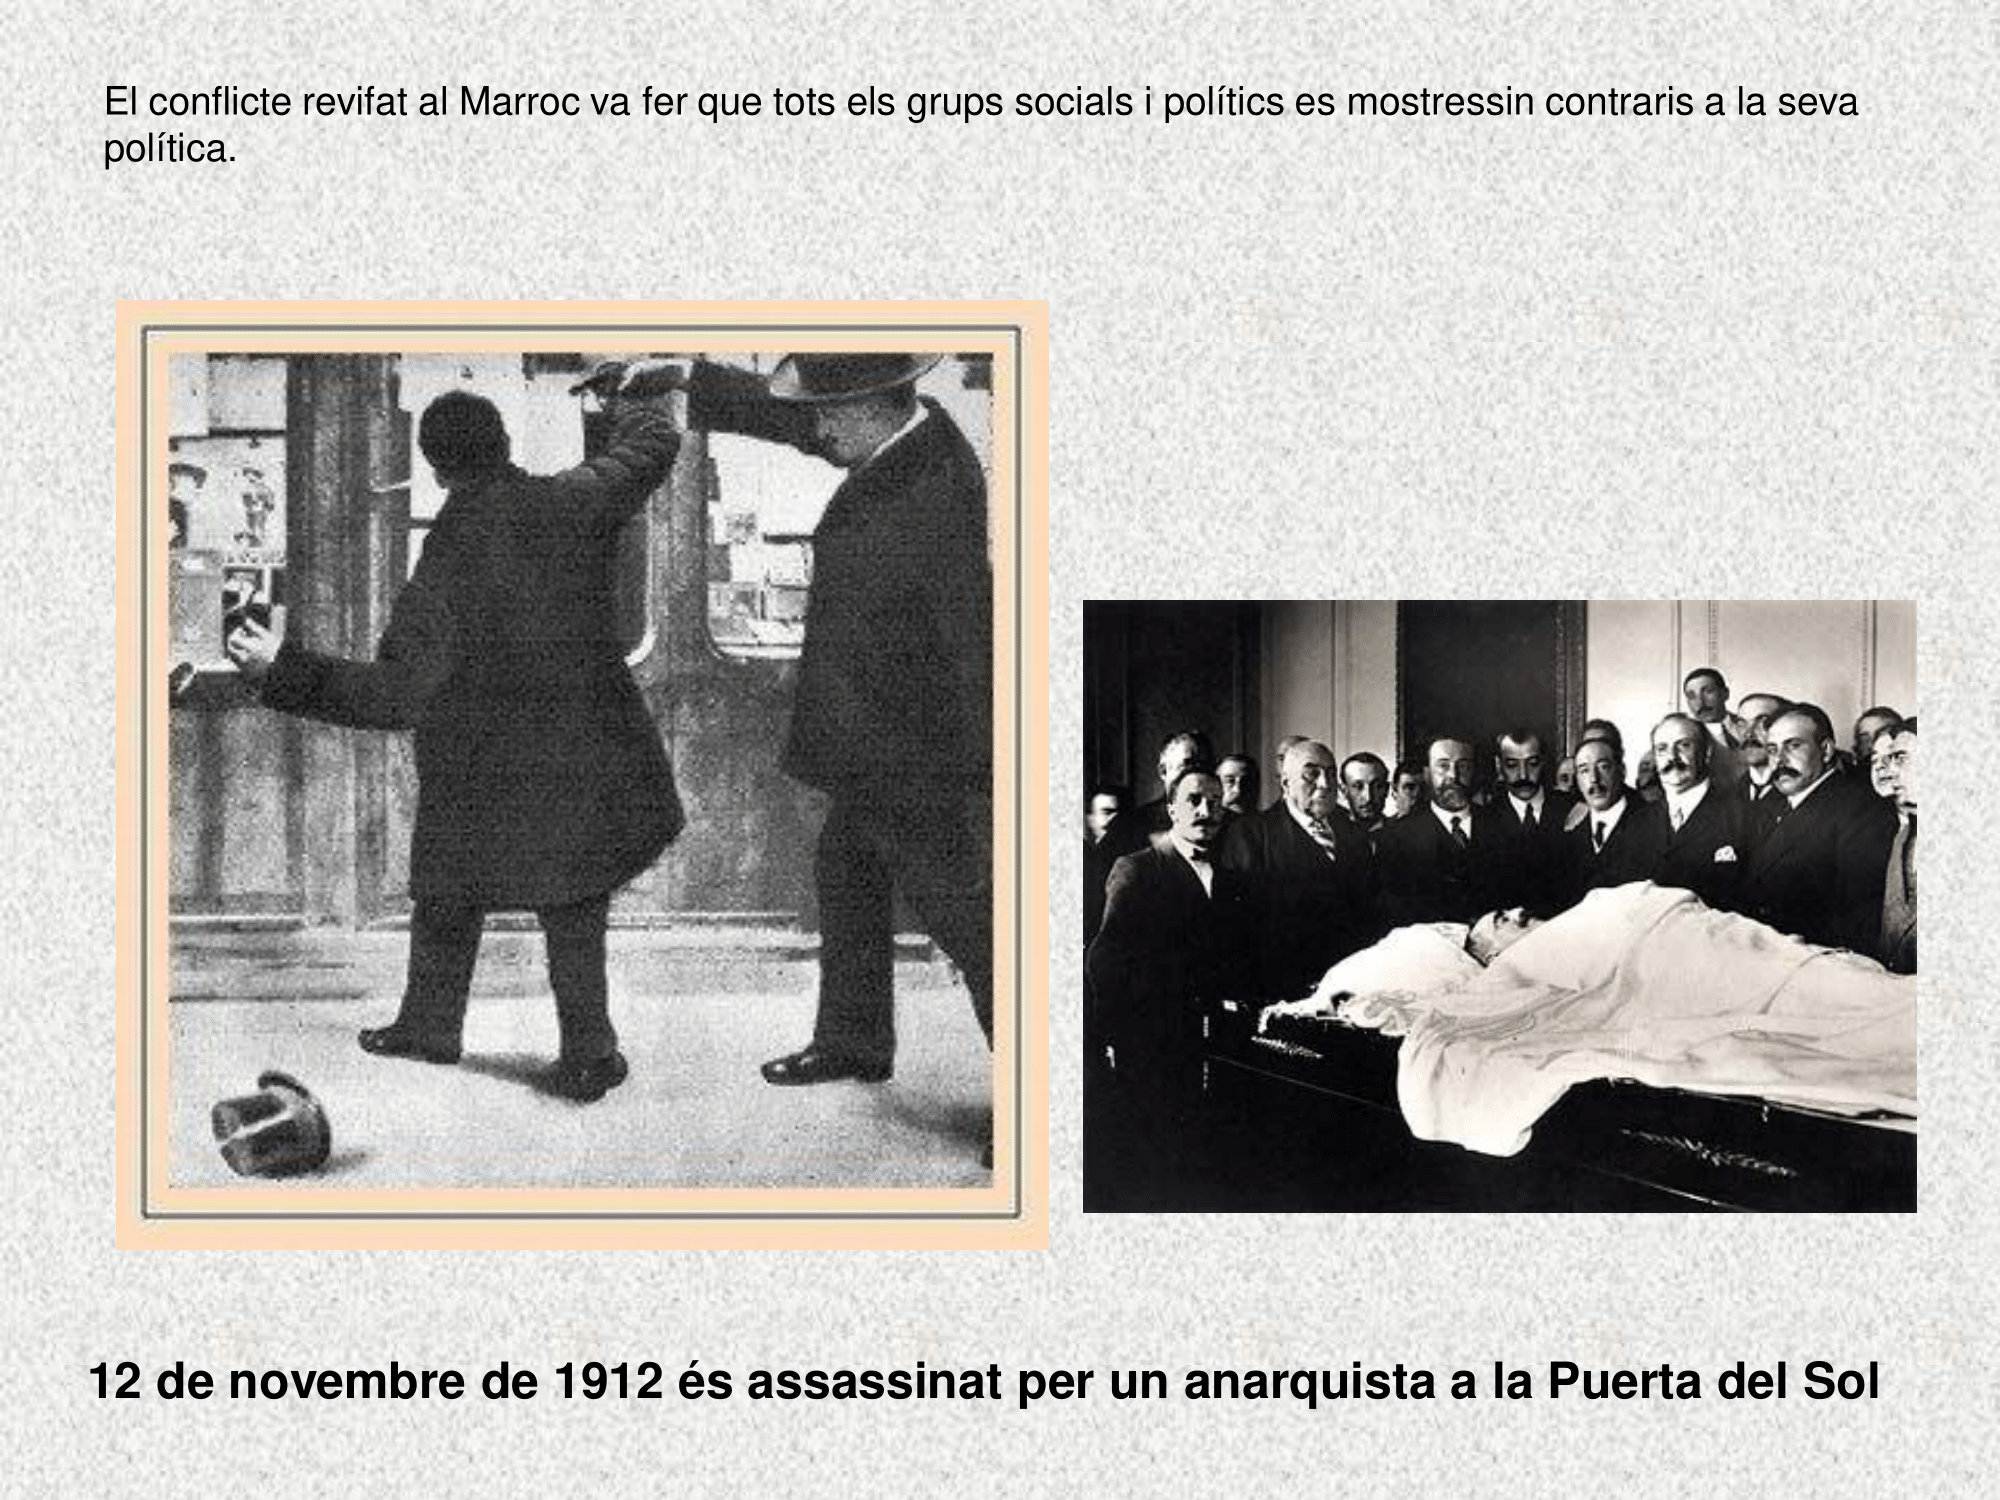 El conflicte revifat al Marroc va fer que tots els grups socials i polítics es mostressin contraris a la seva
política.
12 de novembre de 1912 és assassinat per un anarquista a la Puerta del Sol